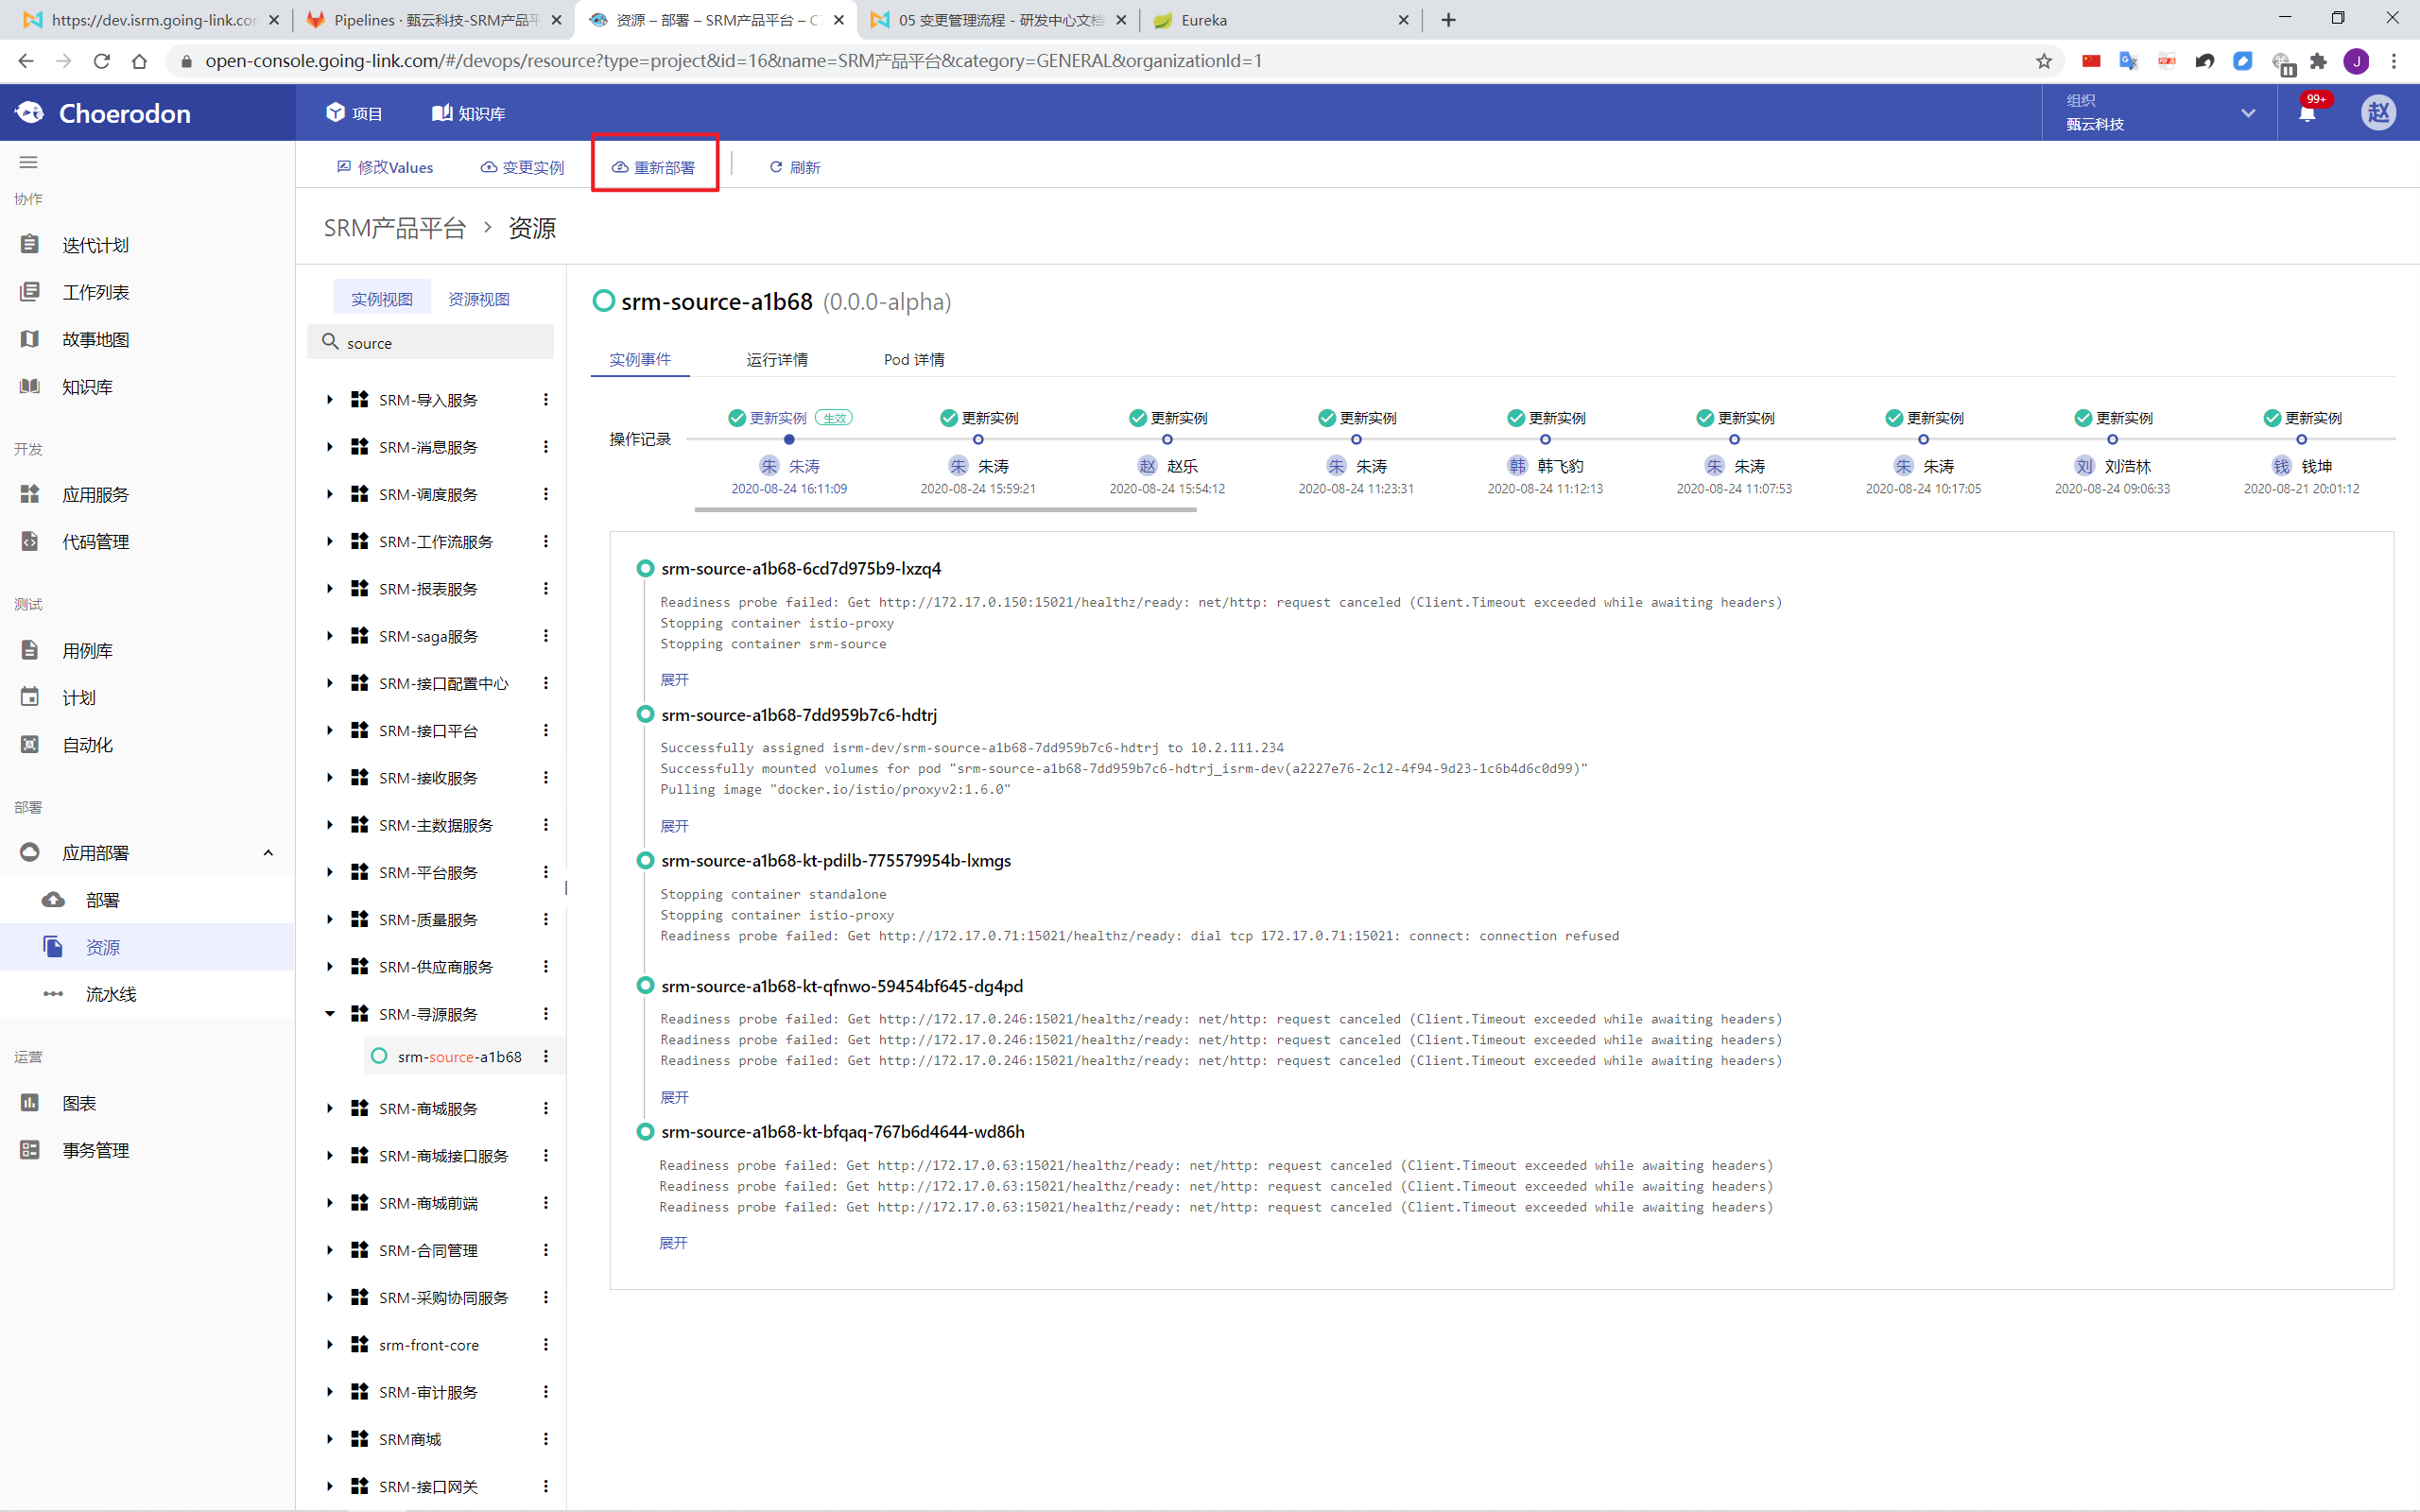 https://dev.isrm.going-link.con
Pipelines · 甄云科技-SRM产品平
资源 – 部署 – SRM产品平台 – C7
05 变更管理流程 - 研发中心文档
Eureka
open-console.going-link.com/#/devops/resource?type=project&id=16&name=SRM产品平台&category=GENERAL&organizationId=1
J
Choerodon
项目
知识库
组织
甄云科技
99+
赵
修改Values
变更实例
重新部署
刷新
协作
迭代计划
工作列表
故事地图
知识库
开发
应用服务
代码管理
测试
用例库
计划
自动化
部署
应用部署
部署
资源
流水线
运营
图表
事务管理
SRM产品平台 > 资源
实例视图
资源视图
source
SRM-导入服务
SRM-消息服务
SRM-调度服务
SRM-工作流服务
SRM-报表服务
SRM-saga服务
SRM-接口配置中心
SRM-接口平台
SRM-接收服务
SRM-主数据服务
SRM-平台服务
SRM-质量服务
SRM-供应商服务
SRM-寻源服务
srm-source-a1b68
SRM-商城服务
SRM-商城接口服务
SRM-商城前端
SRM-合同管理
SRM-采购协同服务
srm-front-core
SRM-审计服务
SRM商城
SRM-接口网关
srm-source-a1b68 (0.0.0-alpha)
实例事件
运行详情
Pod 详情
操作记录
更新实例 生效
朱 朱涛
2020-08-24 16:11:09
更新实例
朱 朱涛
2020-08-24 15:59:21
更新实例
赵 赵乐
2020-08-24 15:54:12
更新实例
朱 朱涛
2020-08-24 11:23:31
更新实例
韩 韩飞豹
2020-08-24 11:12:13
更新实例
朱 朱涛
2020-08-24 11:07:53
更新实例
朱 朱涛
2020-08-24 10:17:05
更新实例
刘 刘浩林
2020-08-24 09:06:33
更新实例
钱 钱坤
2020-08-21 20:01:12
srm-source-a1b68-6cd7d975b9-lxzq4
Readiness probe failed: Get http://172.17.0.150:15021/healthz/ready: net/http: request canceled (Client.Timeout exceeded while awaiting headers)
Stopping container istio-proxy
Stopping container srm-source
展开
srm-source-a1b68-7dd959b7c6-hdtrj
Successfully assigned isrm-dev/srm-source-a1b68-7dd959b7c6-hdtrj to 10.2.111.234
Successfully mounted volumes for pod "srm-source-a1b68-7dd959b7c6-hdtrj_isrm-dev(a2227e76-2c12-4f94-9d23-1c6b4d6c0d99)"
Pulling image "docker.io/istio/proxyv2:1.6.0"
展开
srm-source-a1b68-kt-pdilb-775579954b-lxmgs
Stopping container standalone
Stopping container istio-proxy
Readiness probe failed: Get http://172.17.0.71:15021/healthz/ready: dial tcp 172.17.0.71:15021: connect: connection refused
srm-source-a1b68-kt-qfnwo-59454bf645-dg4pd
Readiness probe failed: Get http://172.17.0.246:15021/healthz/ready: net/http: request canceled (Client.Timeout exceeded while awaiting headers)
Readiness probe failed: Get http://172.17.0.246:15021/healthz/ready: net/http: request canceled (Client.Timeout exceeded while awaiting headers)
Readiness probe failed: Get http://172.17.0.246:15021/healthz/ready: net/http: request canceled (Client.Timeout exceeded while awaiting headers)
展开
srm-source-a1b68-kt-bfqaq-767b6d4644-wd86h
Readiness probe failed: Get http://172.17.0.63:15021/healthz/ready: net/http: request canceled (Client.Timeout exceeded while awaiting headers)
Readiness probe failed: Get http://172.17.0.63:15021/healthz/ready: net/http: request canceled (Client.Timeout exceeded while awaiting headers)
Readiness probe failed: Get http://172.17.0.63:15021/healthz/ready: net/http: request canceled (Client.Timeout exceeded while awaiting headers)
展开